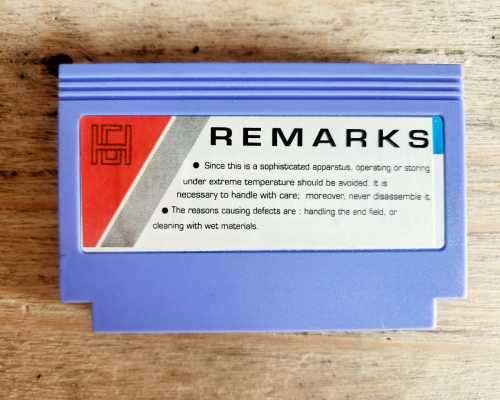 REMARKS
● Since this is a sophisticated apparatus, operating or storing
under extreme temperature should be avoided. It is
necessary to handle with care; moreover, never disassemble it.
● The reasons causing defects are : handling the end field, or
cleaning with wet materials.